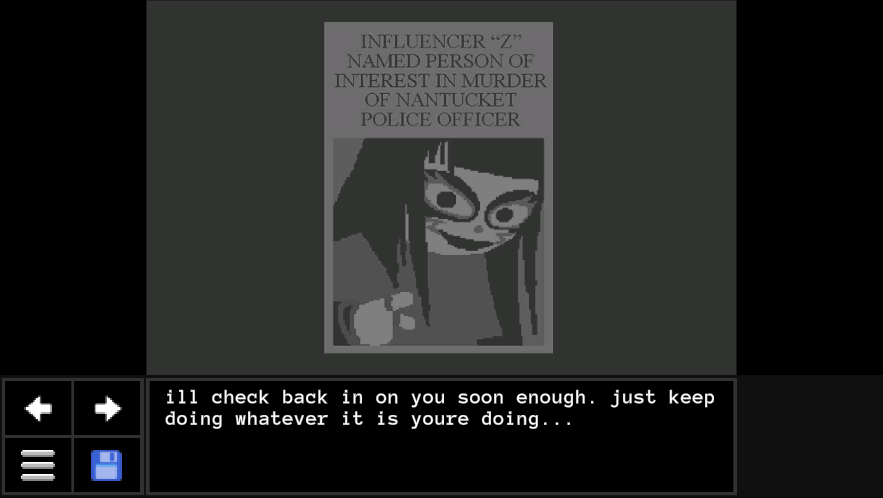 INFLUENCER “Z”
NAMED PERSON OF
INTEREST IN MURDER
OF NANTUCKET
POLICE OFFICER
ill check back in on you soon enough. just keep
doing whatever it is youre doing...